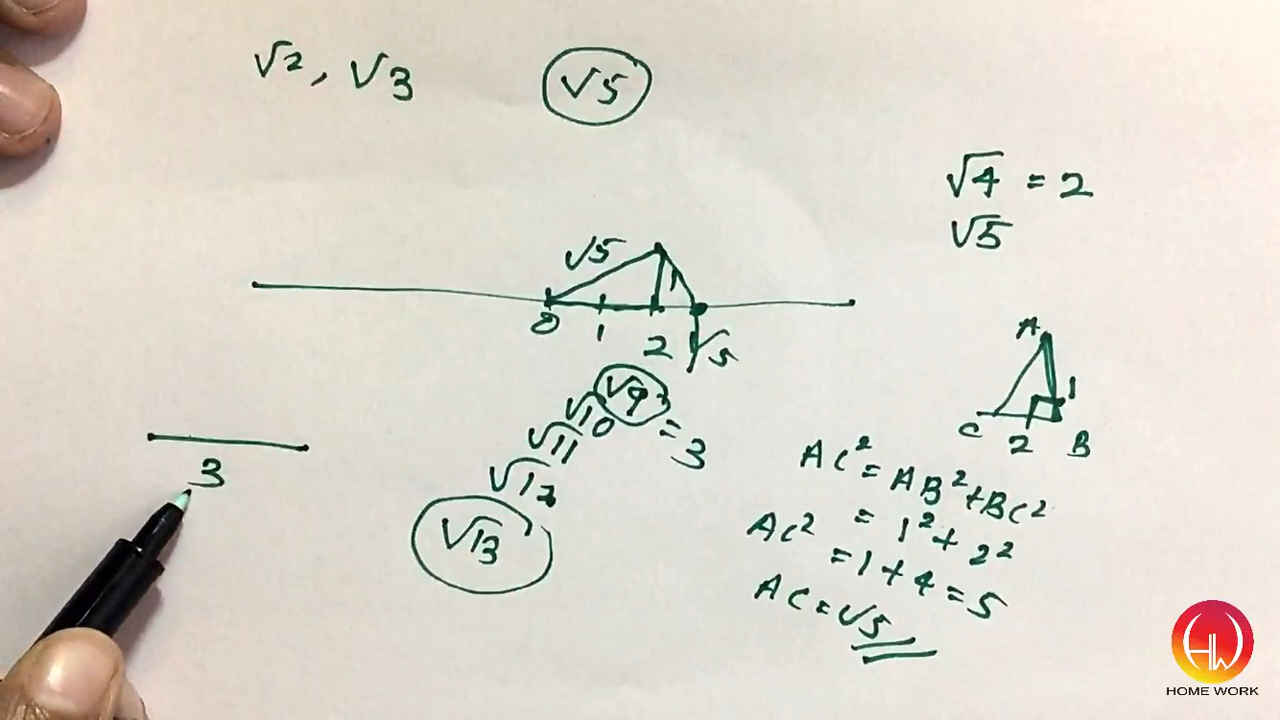 √2, √3 √5
√4 = 2
√5
√5 1
0 1 2 √5
A
1
C 2 B
√9 = 3
√10
√11
√12
√13
3
AC² = AB² + BC²
AC² = 1² + 2²
= 1 + 4 = 5
AC = √5
HW
HOME WORK